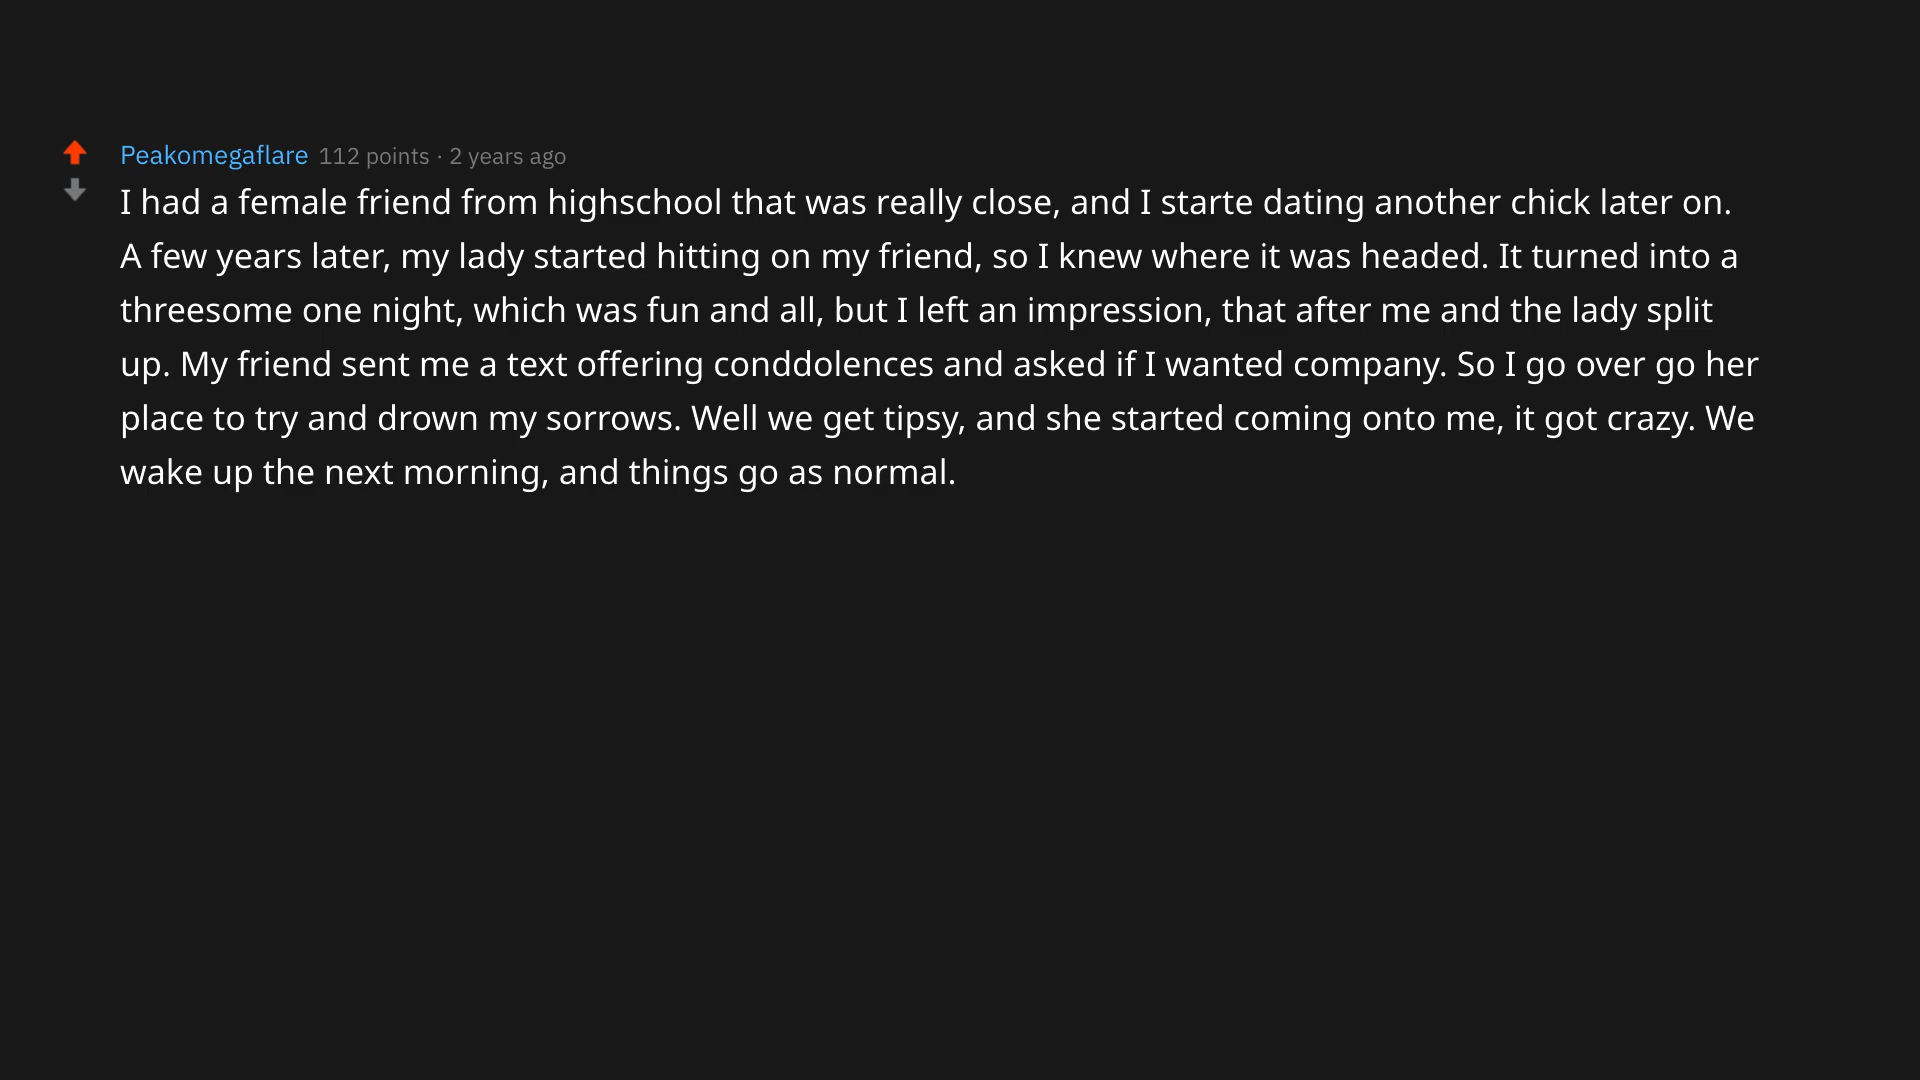 Peakomegaflare 112 points · 2 years ago
I had a female friend from highschool that was really close, and I starte dating another chick later on.
A few years later, my lady started hitting on my friend, so I knew where it was headed. It turned into a
threesome one night, which was fun and all, but I left an impression, that after me and the lady split
up. My friend sent me a text offering conddolences and asked if I wanted company. So I go over go her
place to try and drown my sorrows. Well we get tipsy, and she started coming onto me, it got crazy. We
wake up the next morning, and things go as normal.